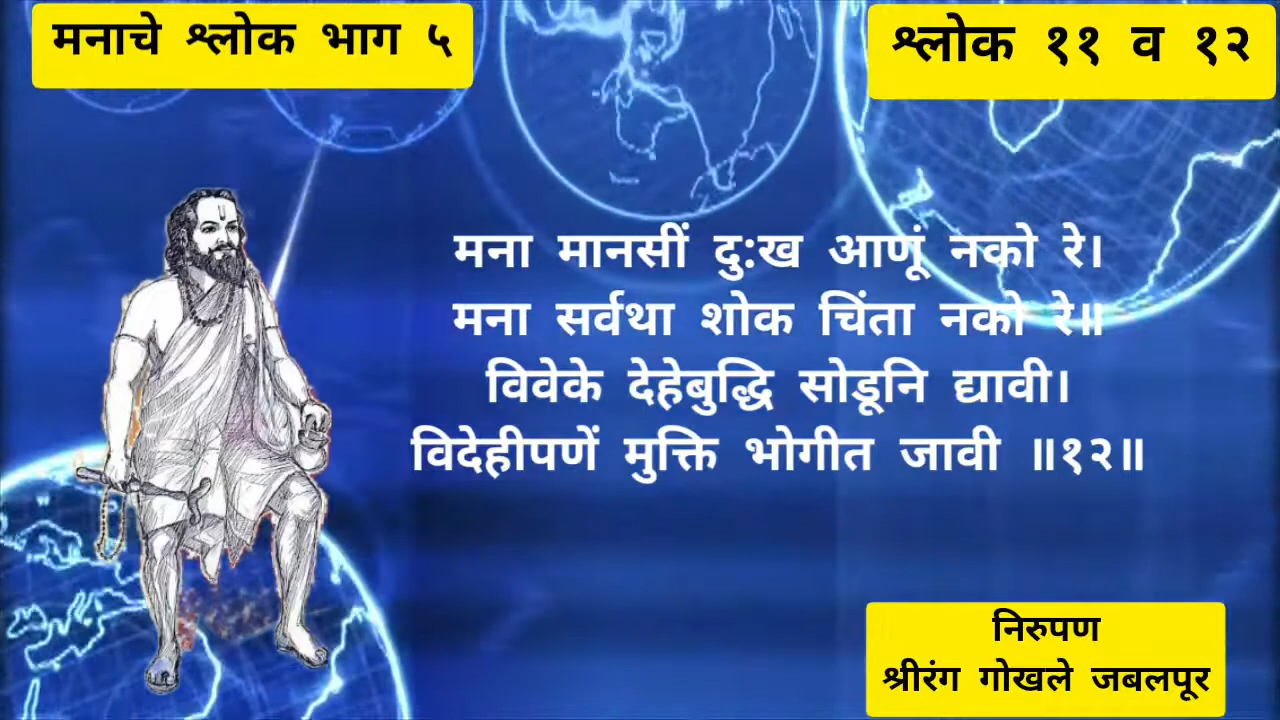 मनाचे श्लोक भाग ५
श्लोक ११ व १२
मना मानसीं दु:ख आणूं नको रे।
मना सर्वथा शोक चिंता नको रे॥
विवेके देहेबुद्धि सोडूनि द्यावी।
विदेहीपणें मुक्ति भोगीत जावी ॥१२॥
निरुपण
श्रीरंग गोखले जबलपूर